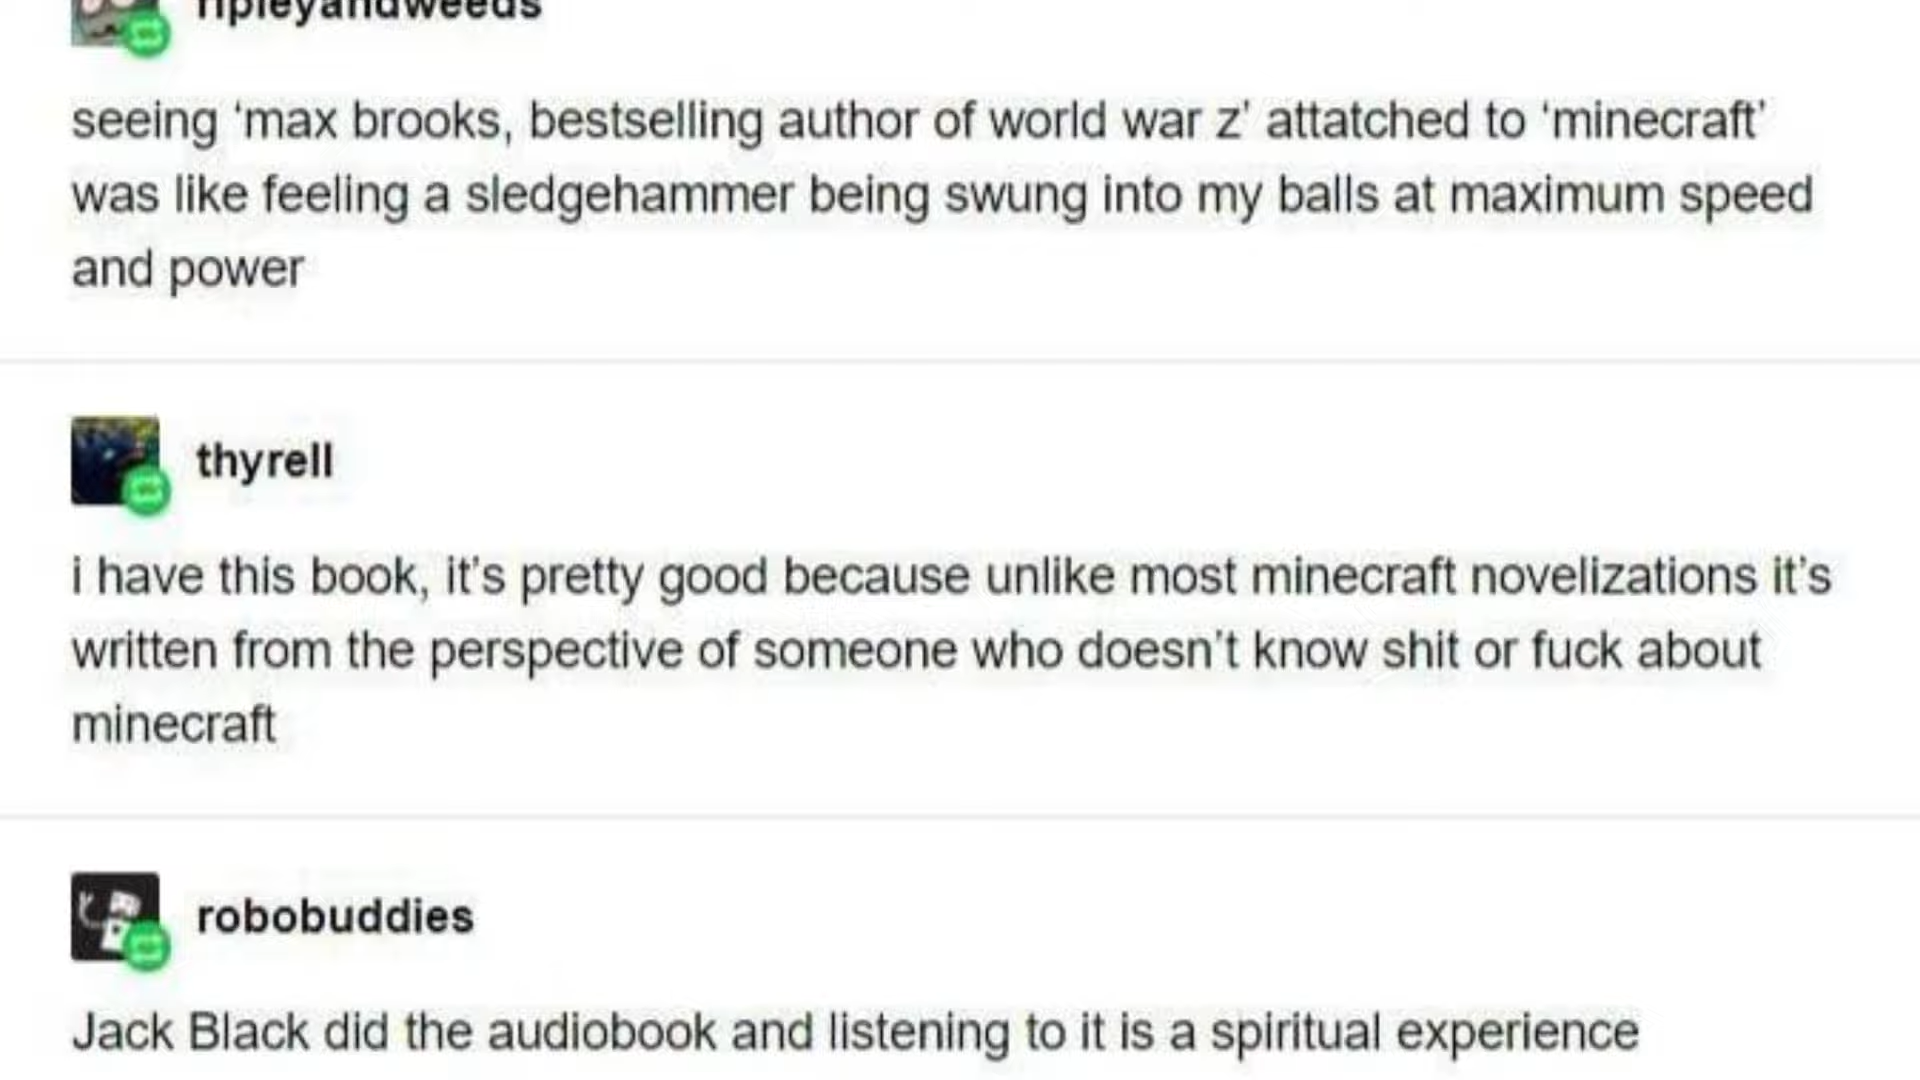 ripleyandweeds
seeing ‘max brooks, bestselling author of world war z’ attatched to ‘minecraft’
was like feeling a sledgehammer being swung into my balls at maximum speed
and power
thyrell
i have this book, it’s pretty good because unlike most minecraft novelizations it’s
written from the perspective of someone who doesn’t know shit or fuck about
minecraft
robobuddies
Jack Black did the audiobook and listening to it is a spiritual experience